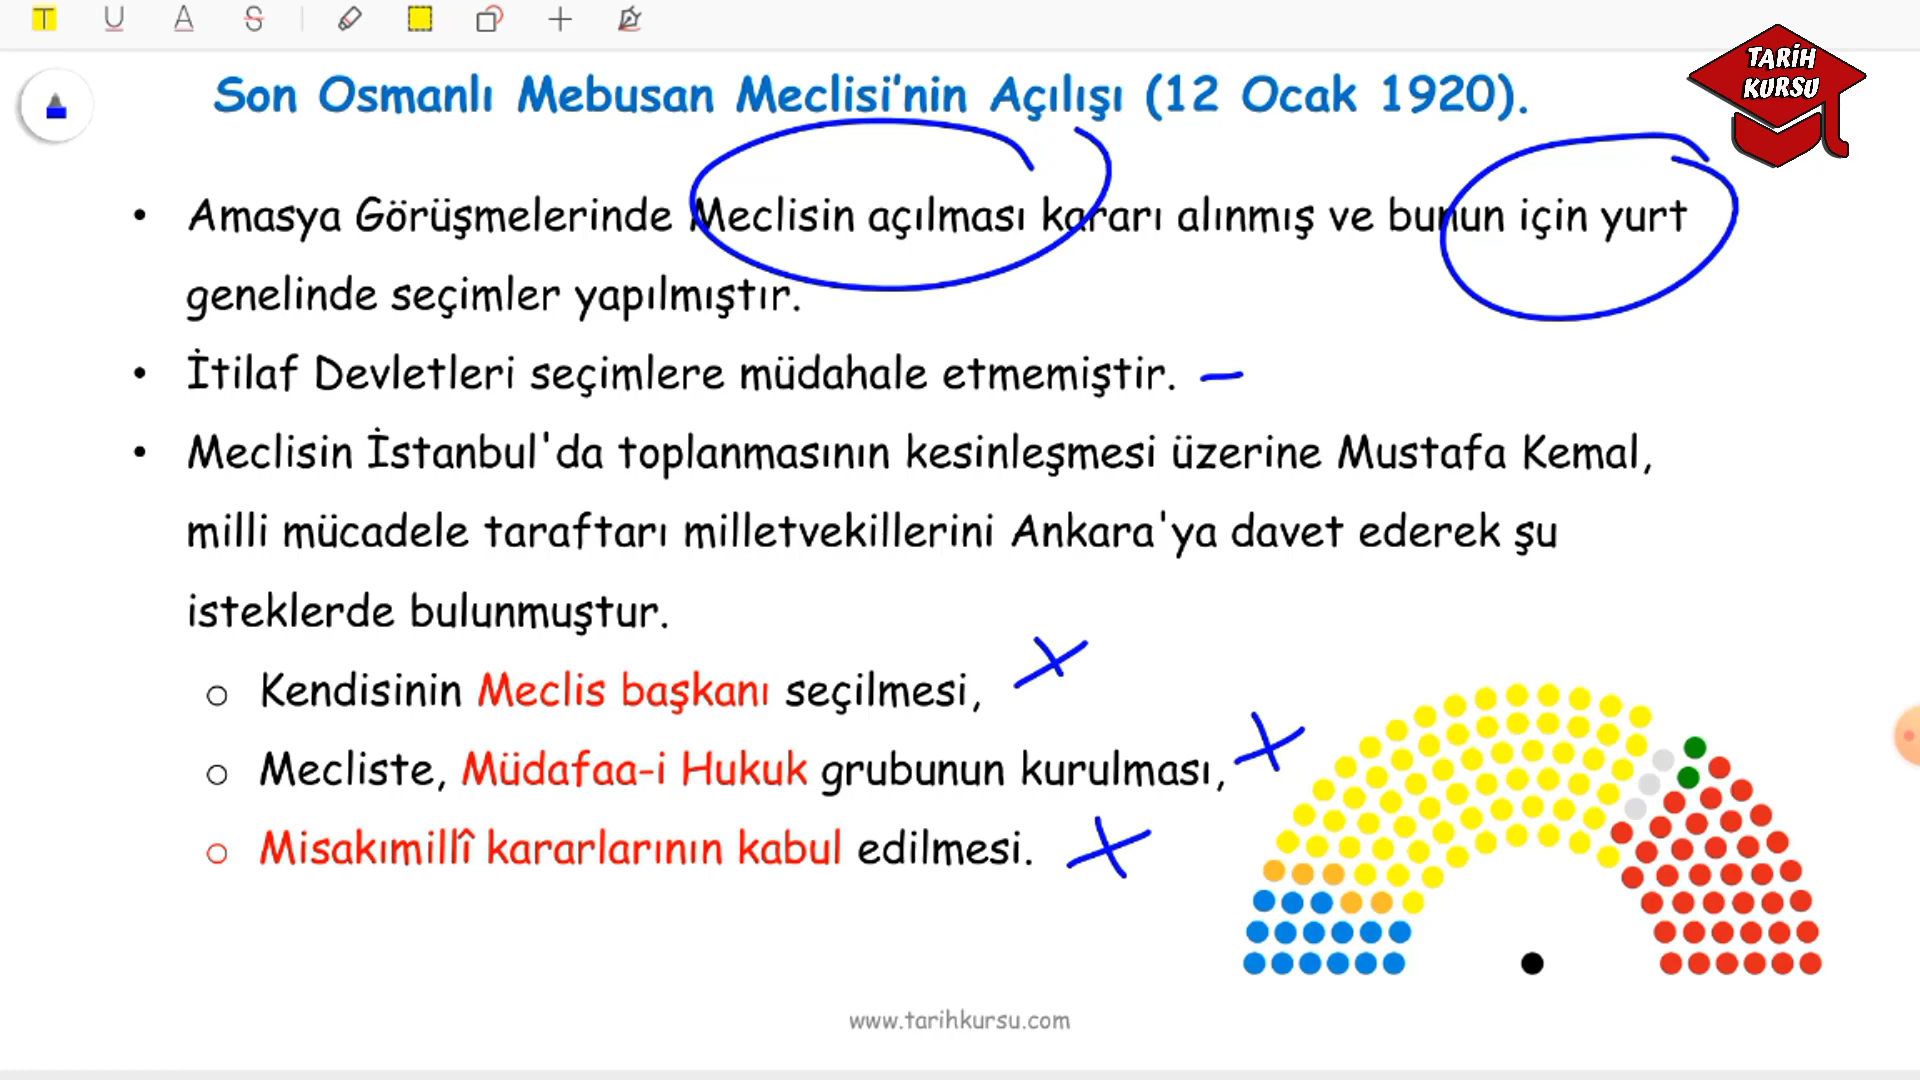 TARİH
KURSU
Son Osmanlı Mebusan Meclisi’nin Açılışı (12 Ocak 1920).
• Amasya Görüşmelerinde Meclisin açılması kararı alınmış ve bunun için yurt
genelinde seçimler yapılmıştır.
• İtilaf Devletleri seçimlere müdahale etmemiştir.
• Meclisin İstanbul'da toplanmasının kesinleşmesi üzerine Mustafa Kemal,
milli mücadele taraftarı milletvekillerini Ankara'ya davet ederek şu
isteklerde bulunmuştur.
o Kendisinin Meclis başkanı seçilmesi,
o Mecliste, Müdafaa-i Hukuk grubunun kurulması,
o Misakımillî kararlarının kabul edilmesi.
www.tarihkursu.com